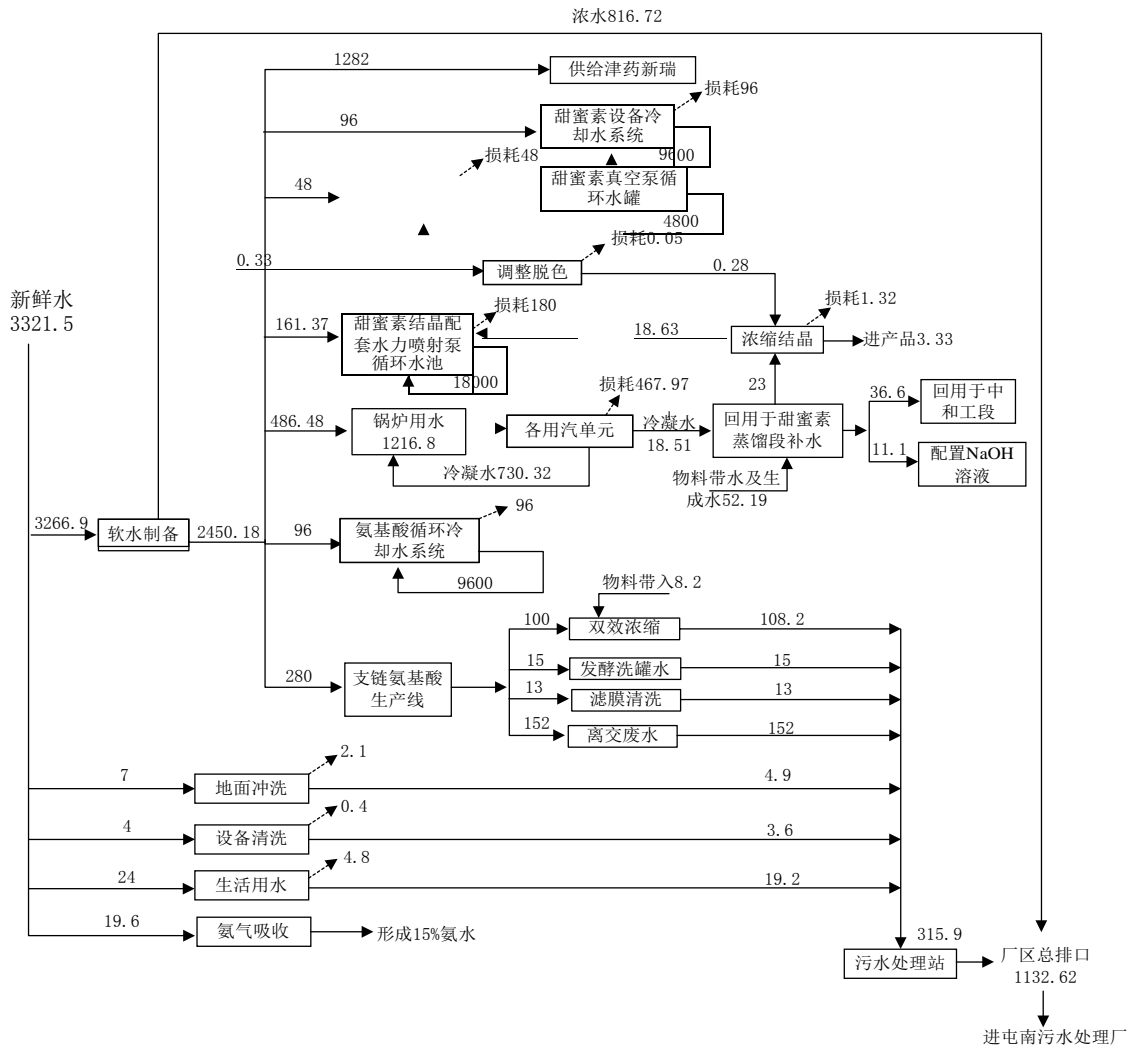 浓水816.72
1282
供给津药新瑞
损耗96
96
甜蜜素设备冷
却水系统
9600
损耗48
48
甜蜜素真空泵循
环水罐
4800
损耗0.05
0.33
调整脱色
0.28
新鲜水
3321.5
损耗180
161.37
甜蜜素结晶配
套水力喷射泵
循环水池
18000
18.63
损耗1.32
浓缩结晶
进产品3.33
23
损耗467.97
486.48
锅炉用水
1216.8
各用汽单元
冷凝水
18.51
回用于甜蜜素
蒸馏段补水
36.6
回用于中
和工段
11.1
配置NaOH
溶液
冷凝水730.32
物料带水及生
成水52.19
3266.9
软水制备
2450.18
96
氨基酸循环冷
却水系统
96
9600
物料带入8.2
280
支链氨基酸
生产线
100
双效浓缩
108.2
15
发酵洗罐水
15
13
滤膜清洗
13
152
离交废水
152
7
地面冲洗
2.1
4.9
4
设备清洗
0.4
3.6
24
生活用水
4.8
19.2
19.6
氨气吸收
形成15%氨水
315.9
污水处理站
厂区总排口
1132.62
进屯南污水处理厂